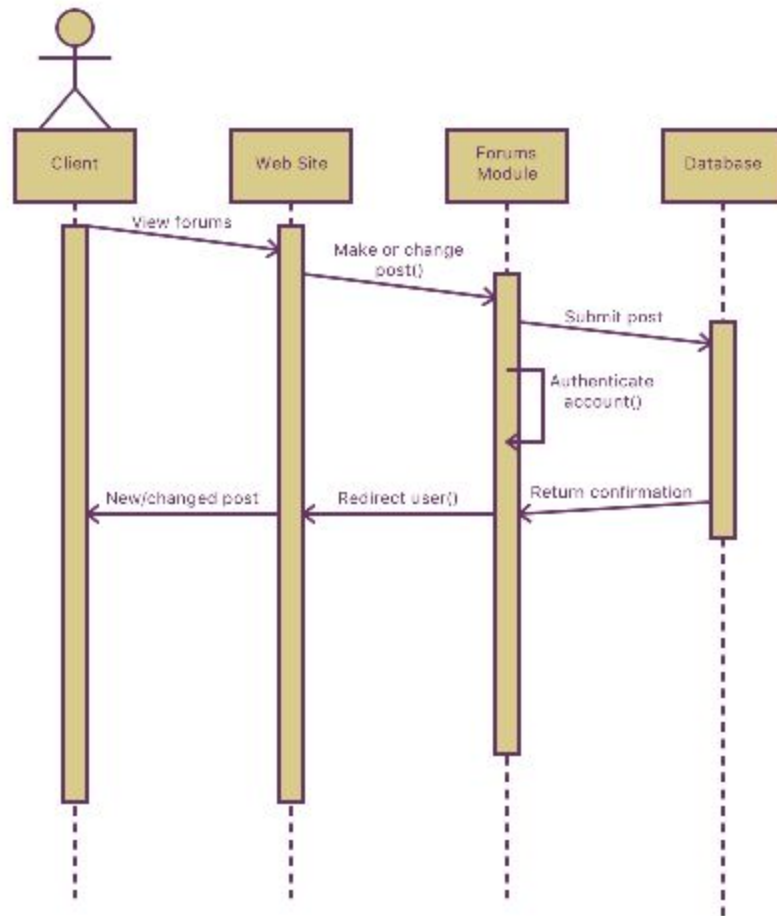 Client
Web Site
Forums
Module
Database
View forums
Make or change
post()
Submit post
Authenticate
account()
New/changed post
Redirect user()
Return confirmation